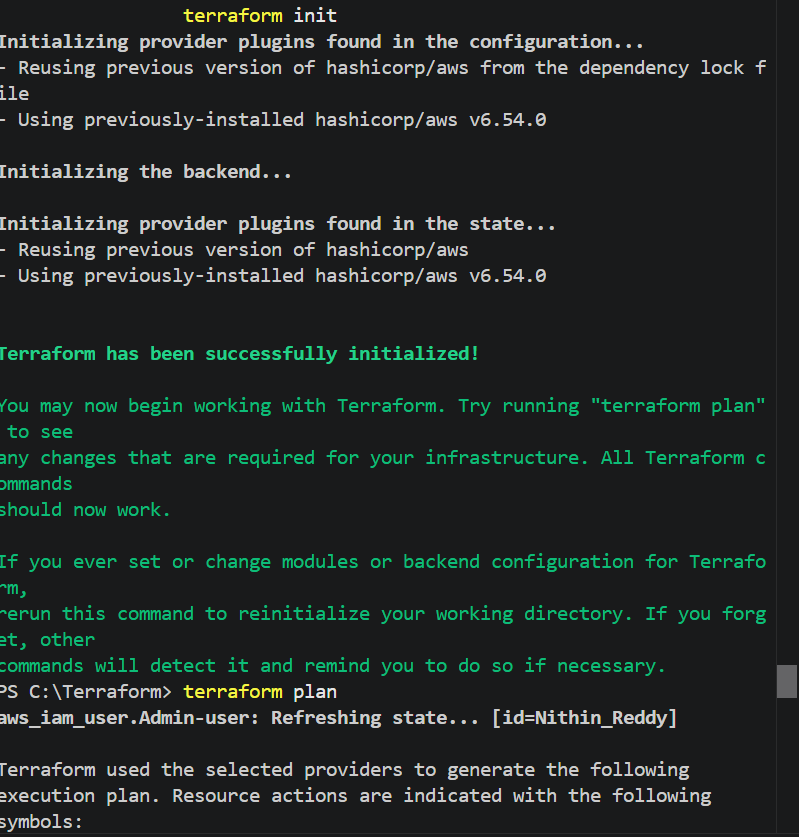 terraform init
Initializing provider plugins found in the configuration...
- Reusing previous version of hashicorp/aws from the dependency lock f
ile
- Using previously-installed hashicorp/aws v6.54.0
Initializing the backend...
Initializing provider plugins found in the state...
- Reusing previous version of hashicorp/aws
- Using previously-installed hashicorp/aws v6.54.0
Terraform has been successfully initialized!
You may now begin working with Terraform. Try running "terraform plan"
 to see
any changes that are required for your infrastructure. All Terraform c
ommands
should now work.
If you ever set or change modules or backend configuration for Terrafo
rm,
rerun this command to reinitialize your working directory. If you forg
et, other
commands will detect it and remind you to do so if necessary.
PS C:\Terraform> terraform plan
aws_iam_user.Admin-user: Refreshing state... [id=Nithin_Reddy]
Terraform used the selected providers to generate the following
execution plan. Resource actions are indicated with the following
symbols: